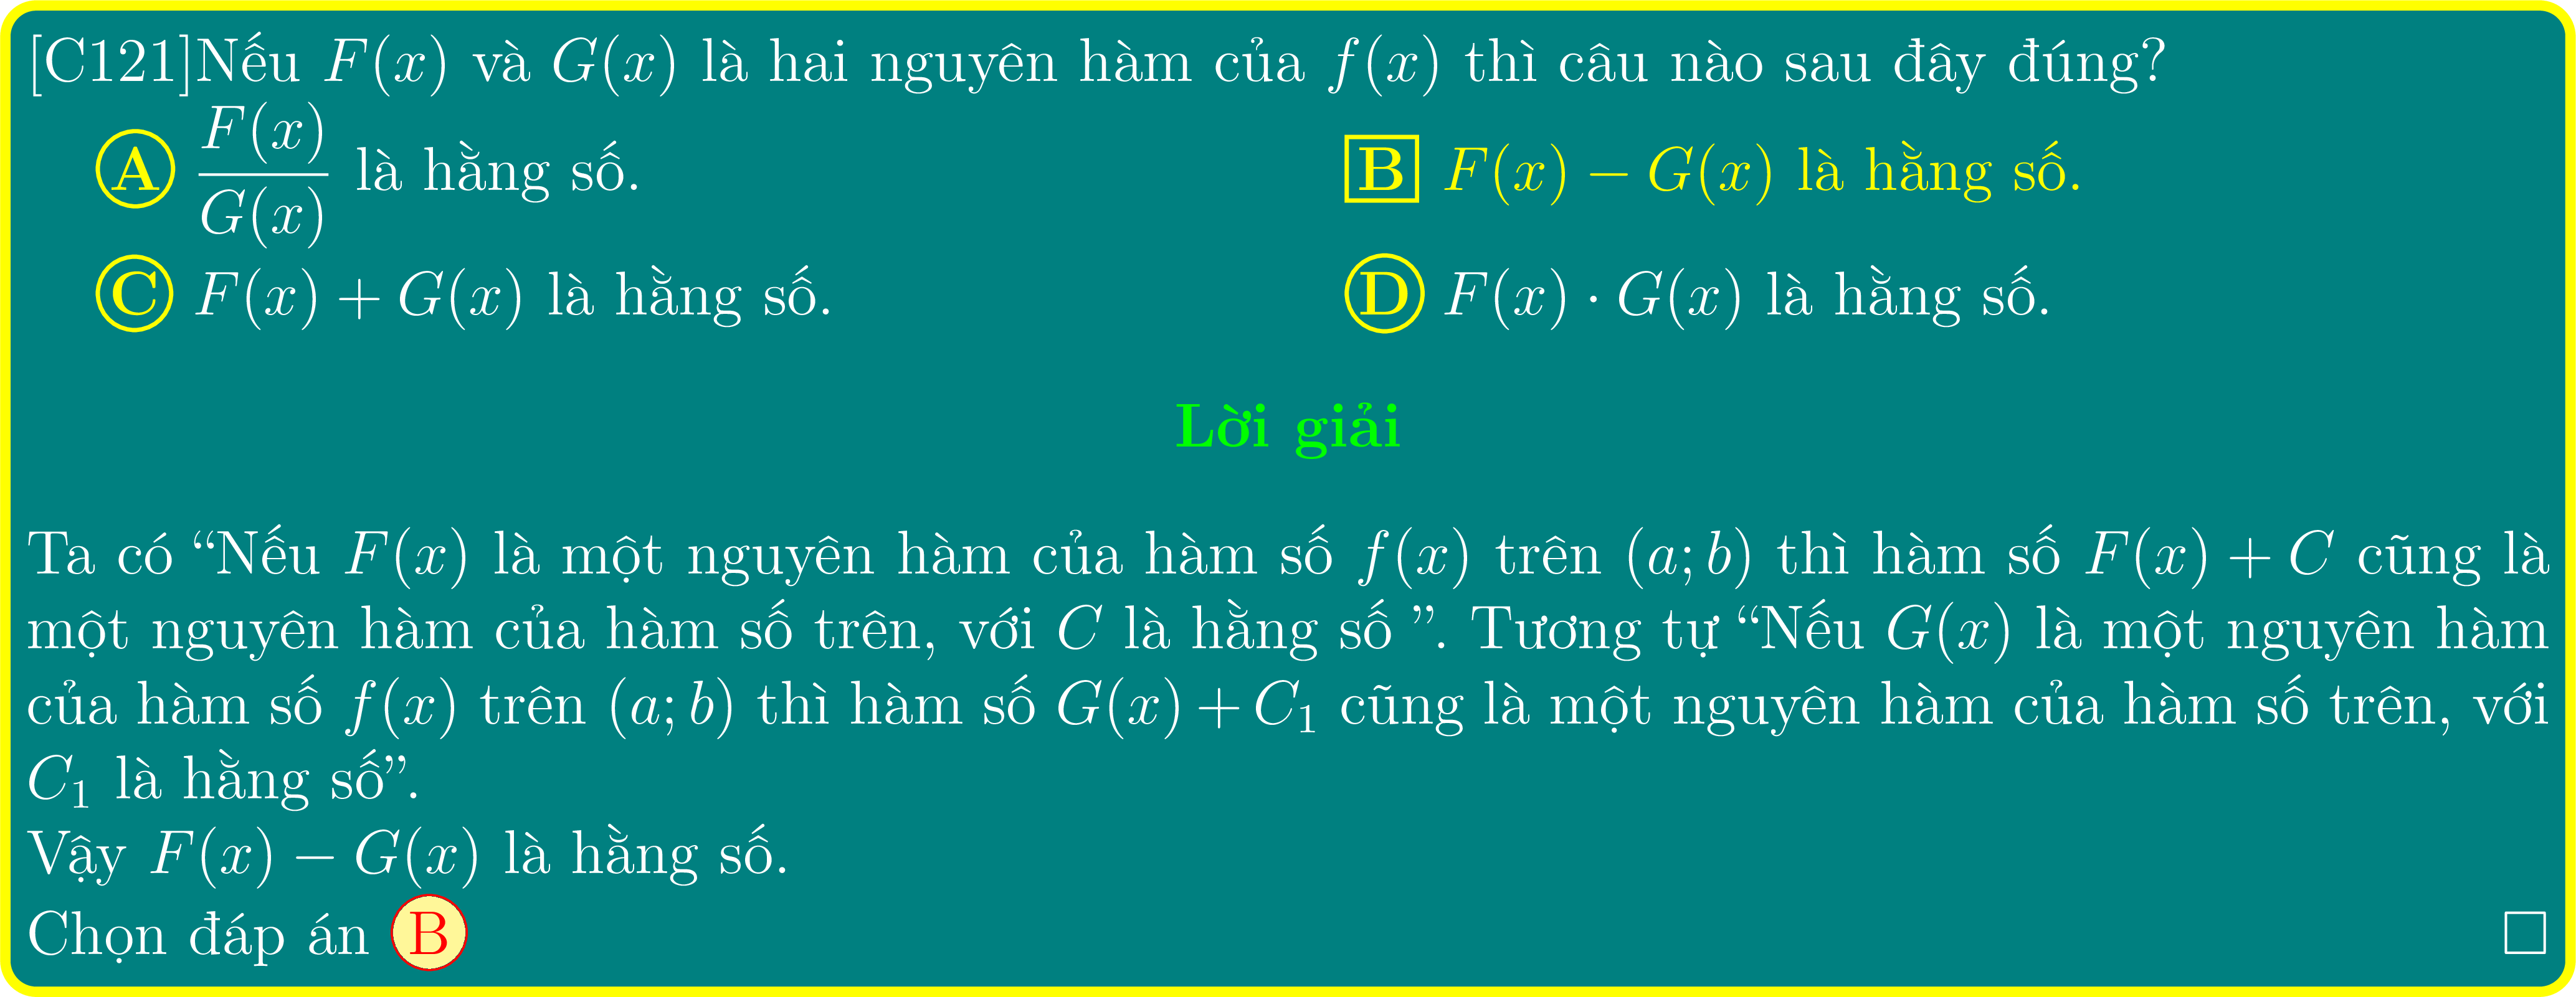 [C121]Nếu F(x) và G(x) là hai nguyên hàm của f(x) thì câu nào sau đây đúng?
A F(x)/G(x) là hằng số. B F(x) − G(x) là hằng số.
C F(x) + G(x) là hằng số. D F(x) · G(x) là hằng số.
Lời giải
Ta có “Nếu F(x) là một nguyên hàm của hàm số f(x) trên (a; b) thì hàm số F(x) + C cũng là
một nguyên hàm của hàm số trên, với C là hằng số ”. Tương tự “Nếu G(x) là một nguyên hàm
của hàm số f(x) trên (a; b) thì hàm số G(x) + C₁ cũng là một nguyên hàm của hàm số trên, với
C₁ là hằng số”.
Vậy F(x) − G(x) là hằng số.
Chọn đáp án B □